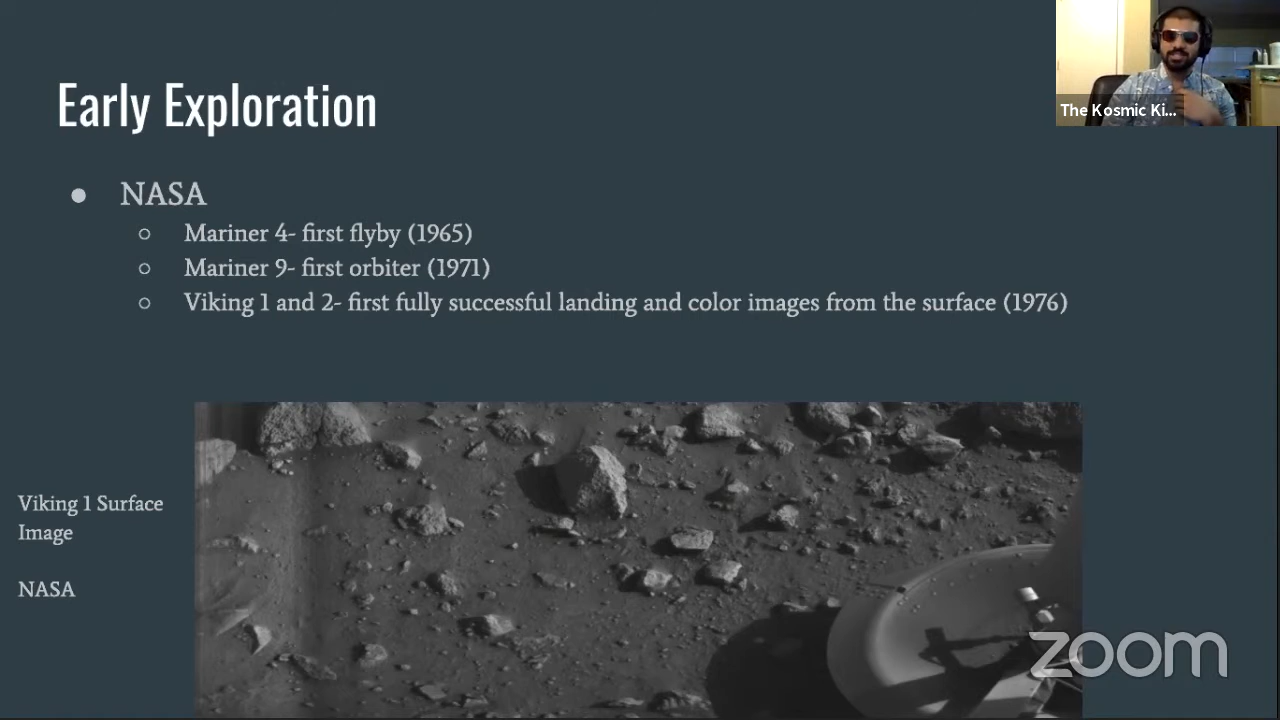 Early Exploration
The Kosmic Ki...
● NASA
○ Mariner 4- first flyby (1965)
○ Mariner 9- first orbiter (1971)
○ Viking 1 and 2- first fully successful landing and color images from the surface (1976)
Viking 1 Surface
Image
NASA
zoom